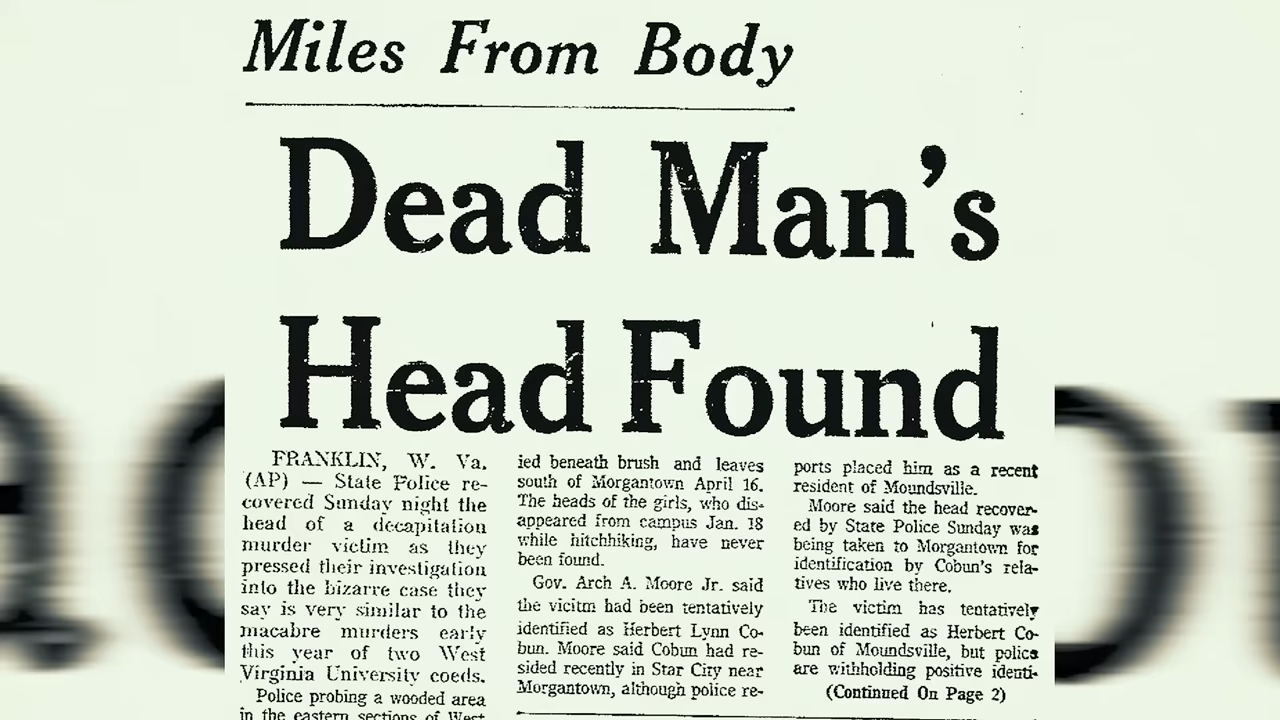 Miles From Body
Dead Man's
Head Found
FRANKLIN, W. Va.
(AP) — State Police re-
covered Sunday night the
head of a decapitation
murder victim as they
pressed their investigation
into the bizarre case they
say is very similar to the
macabre murders early
this year of two West
Virginia University coeds.
Police probing a wooded area
in the eastern sections of West
ied beneath brush and leaves
south of Morgantown April 16.
The heads of the girls, who dis-
appeared from campus Jan. 18
while hitchhiking, have never
been found.
Gov. Arch A. Moore Jr. said
the vicitm had been tentatively
identified as Herbert Lynn Co-
bun. Moore said Cobun had re-
sided recently in Star City near
Morgantown, although police re-
ports placed him as a recent
resident of Moundsville.
Moore said the head recover-
ed by State Police Sunday was
being taken to Morgantown for
identification by Cobun's rela-
tives who live there.
The victim has tentatively
been identified as Herbert Co-
bun of Moundsville, but police
are withholding positive identi-
(Continued On Page 2)